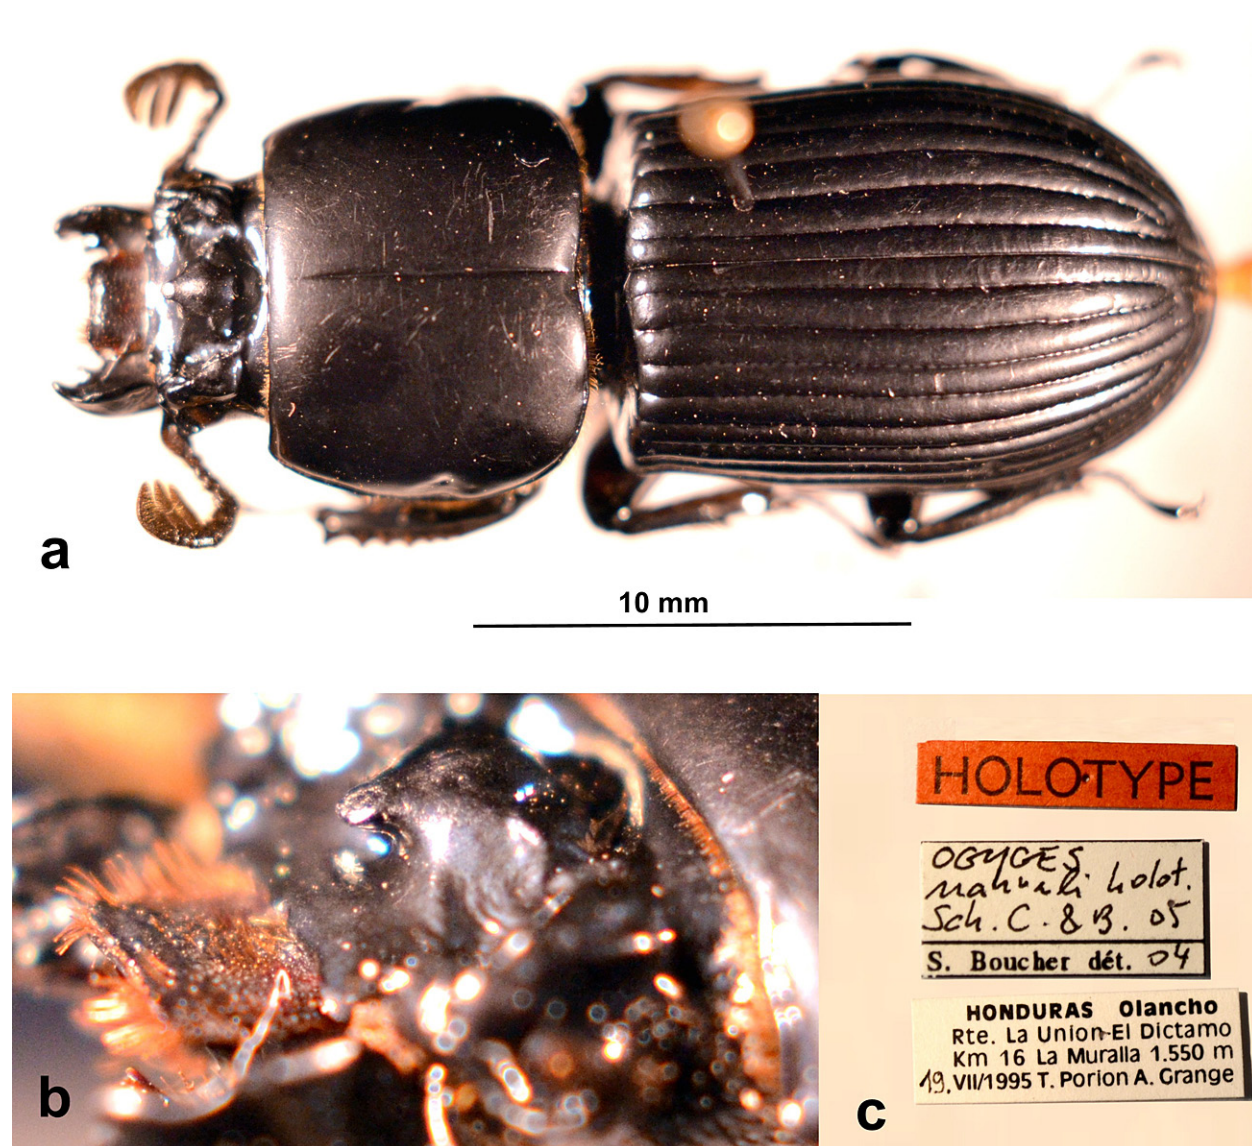 a
10 mm
b
c
HOLOTYPE
OGYGES
holot.
Sch. C. & B. 05
S. Boucher dét. 04
HONDURAS Olancho
Rte. La Union-El Dictamo
Km 16 La Muralla 1.550 m
19.VII/1995 T. Porion A. Grange